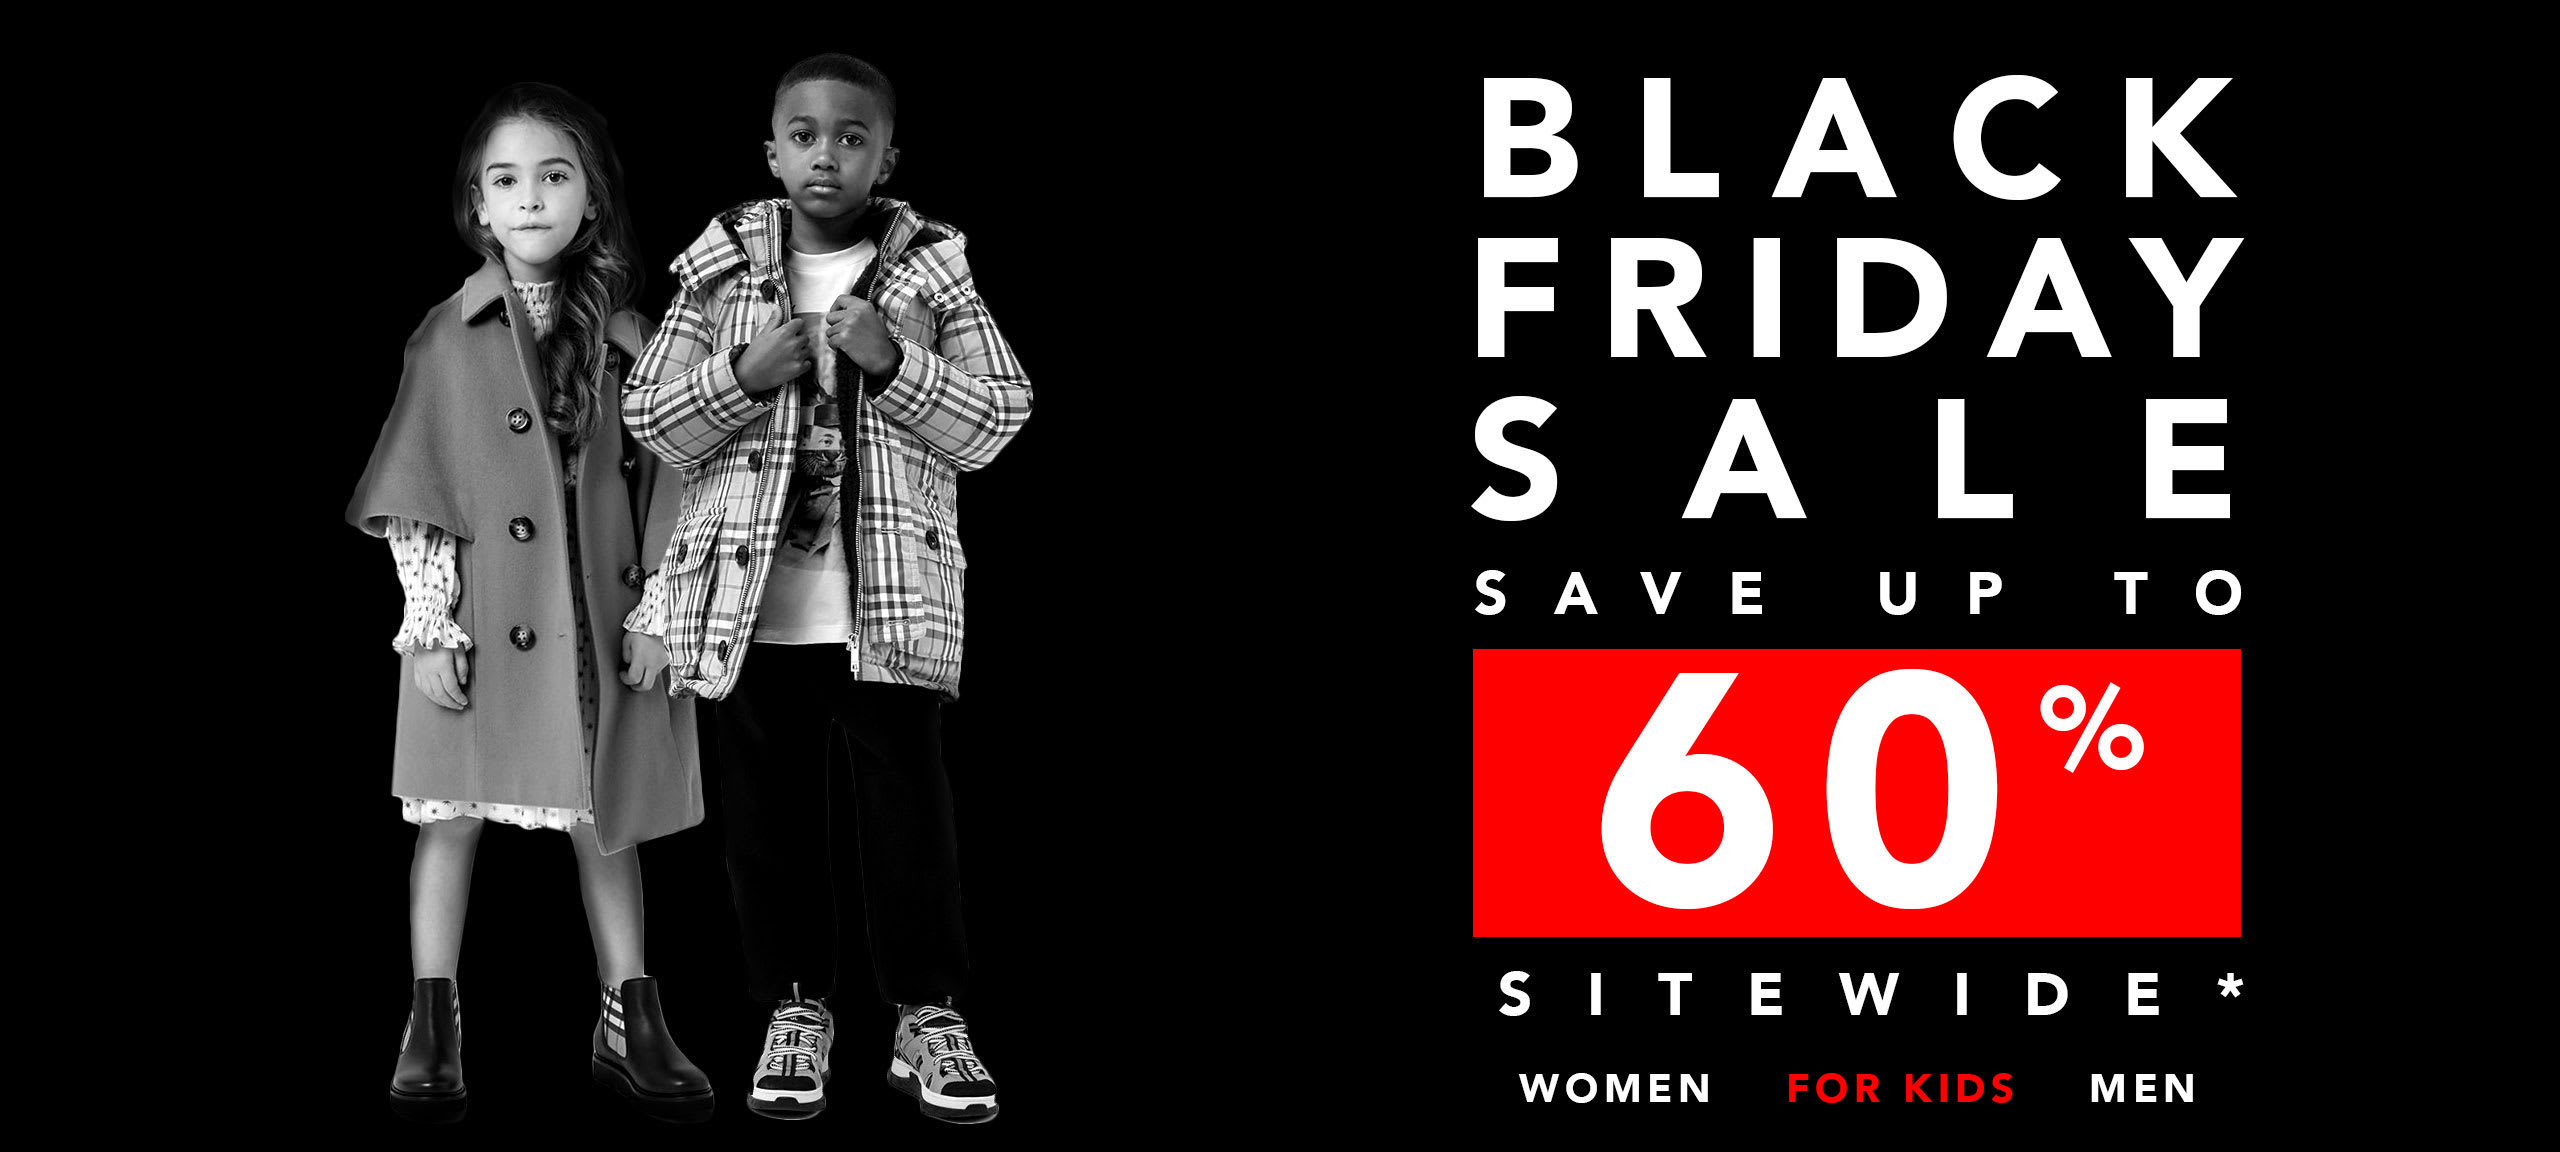 BLACK
FRIDAY
SALE
SAVE UP TO
60%
SITEWIDE*
WOMEN FOR KIDS MEN